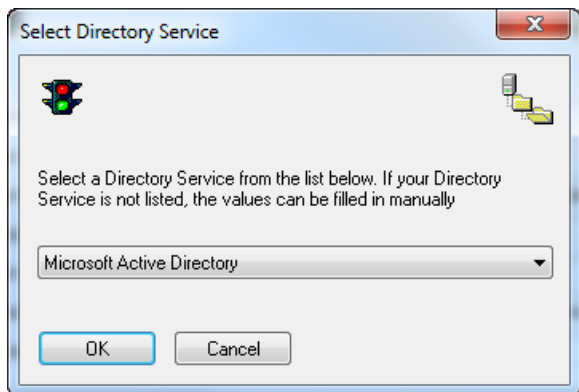 Select Directory Service
Select a Directory Service from the list below. If your Directory
Service is not listed, the values can be filled in manually
Microsoft Active Directory
OK
Cancel